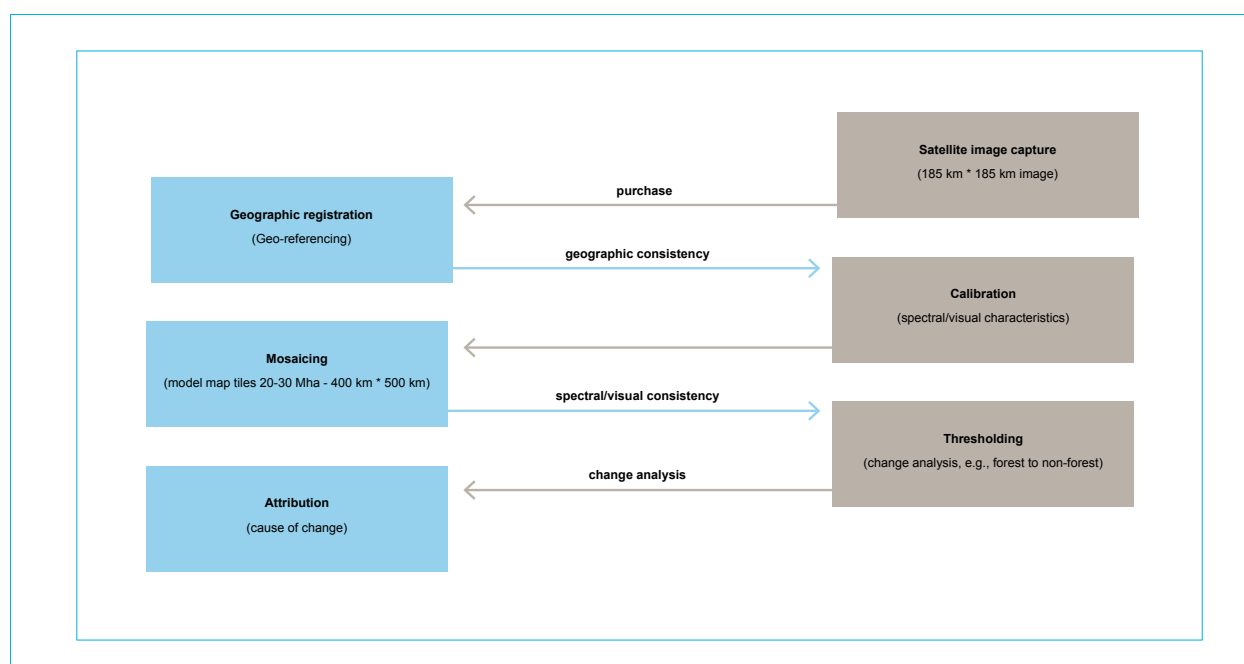 Satellite image capture
(185 km * 185 km image)
purchase
Geographic registration
(Geo-referencing)
geographic consistency
Calibration
(spectral/visual characteristics)
Mosaicing
(model map tiles 20-30 Mha - 400 km * 500 km)
spectral/visual consistency
Thresholding
(change analysis, e.g., forest to non-forest)
change analysis
Attribution
(cause of change)